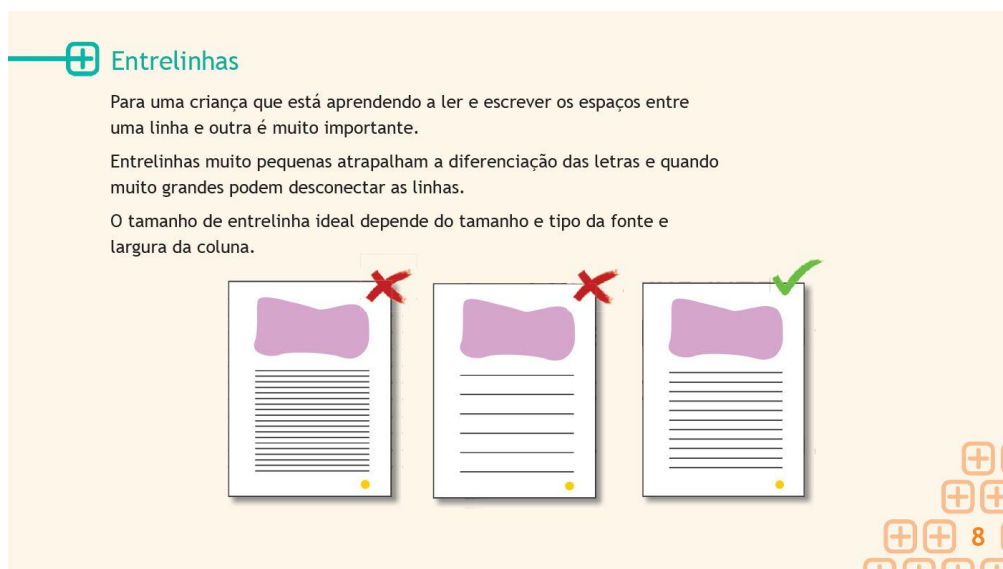 Entrelinhas
Para uma criança que está aprendendo a ler e escrever os espaços entre
uma linha e outra é muito importante.
Entrelinhas muito pequenas atrapalham a diferenciação das letras e quando
muito grandes podem desconectar as linhas.
O tamanho de entrelinha ideal depende do tamanho e tipo da fonte e
largura da coluna.
8